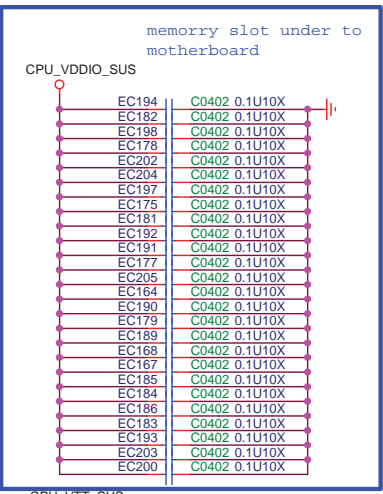 memorry slot under to
motherboard
CPU_VDDIO_SUS
EC194 C0402 0.1U10X
EC182 C0402 0.1U10X
EC198 C0402 0.1U10X
EC178 C0402 0.1U10X
EC202 C0402 0.1U10X
EC204 C0402 0.1U10X
EC197 C0402 0.1U10X
EC175 C0402 0.1U10X
EC181 C0402 0.1U10X
EC192 C0402 0.1U10X
EC191 C0402 0.1U10X
EC177 C0402 0.1U10X
EC205 C0402 0.1U10X
EC164 C0402 0.1U10X
EC190 C0402 0.1U10X
EC179 C0402 0.1U10X
EC189 C0402 0.1U10X
EC168 C0402 0.1U10X
EC167 C0402 0.1U10X
EC185 C0402 0.1U10X
EC184 C0402 0.1U10X
EC186 C0402 0.1U10X
EC183 C0402 0.1U10X
EC193 C0402 0.1U10X
EC203 C0402 0.1U10X
EC200 C0402 0.1U10X
CPU_VTT_SUS